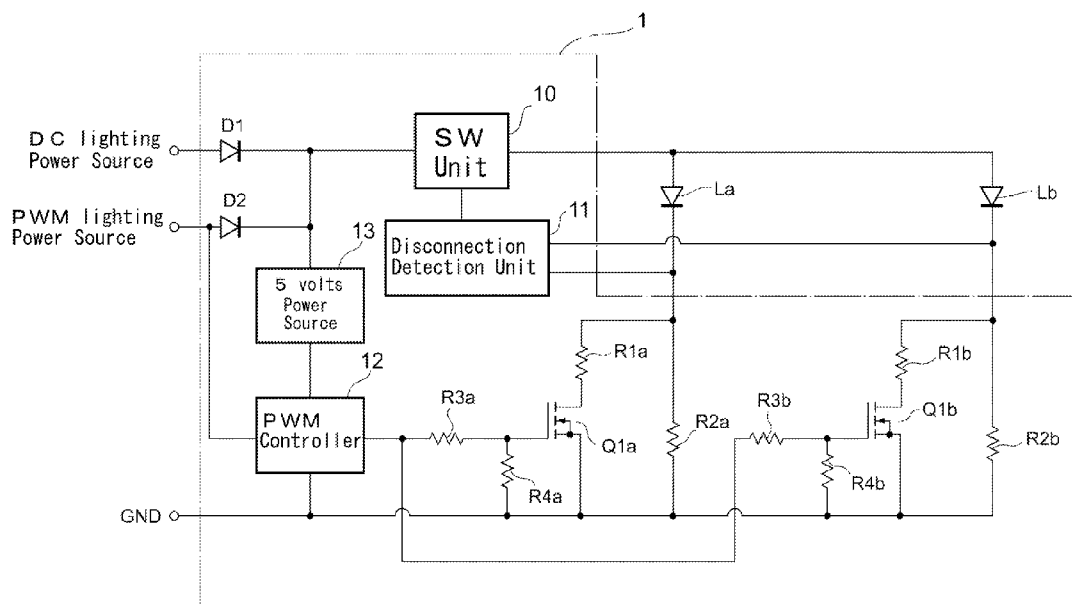 1
10
DC lighting
Power Source
D1
SW
Unit
La
Lb
PWM lighting
Power Source
D2
11
Disconnection
Detection Unit
13
5 volts
Power
Source
R1a
R1b
12
PWM
Controller
R3a
Q1a
R2a
R3b
Q1b
R2b
R4a
R4b
GND